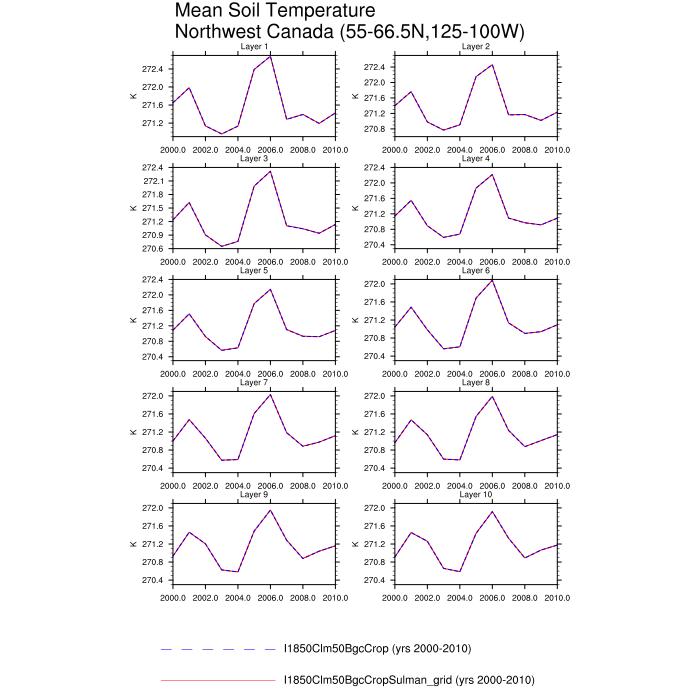 Mean Soil Temperature
Northwest Canada (55-66.5N,125-100W)
Layer 1
Layer 2
K
272.4
272.0
271.6
271.2
2000.0 2002.0 2004.0 2006.0 2008.0 2010.0
K
272.4
272.0
271.6
271.2
270.8
2000.0 2002.0 2004.0 2006.0 2008.0 2010.0
Layer 3
Layer 4
K
272.4
272.1
271.8
271.5
271.2
270.9
270.6
2000.0 2002.0 2004.0 2006.0 2008.0 2010.0
K
272.4
272.0
271.6
271.2
270.8
270.4
2000.0 2002.0 2004.0 2006.0 2008.0 2010.0
Layer 5
Layer 6
K
272.4
272.0
271.6
271.2
270.8
270.4
2000.0 2002.0 2004.0 2006.0 2008.0 2010.0
K
272.0
271.6
271.2
270.8
270.4
2000.0 2002.0 2004.0 2006.0 2008.0 2010.0
Layer 7
Layer 8
K
272.0
271.6
271.2
270.8
270.4
2000.0 2002.0 2004.0 2006.0 2008.0 2010.0
K
272.0
271.6
271.2
270.8
270.4
2000.0 2002.0 2004.0 2006.0 2008.0 2010.0
Layer 9
Layer 10
K
272.0
271.6
271.2
270.8
270.4
2000.0 2002.0 2004.0 2006.0 2008.0 2010.0
K
272.0
271.6
271.2
270.8
270.4
2000.0 2002.0 2004.0 2006.0 2008.0 2010.0
I1850Clm50BgcCrop (yrs 2000-2010)
I1850Clm50BgcCropSulman_grid (yrs 2000-2010)